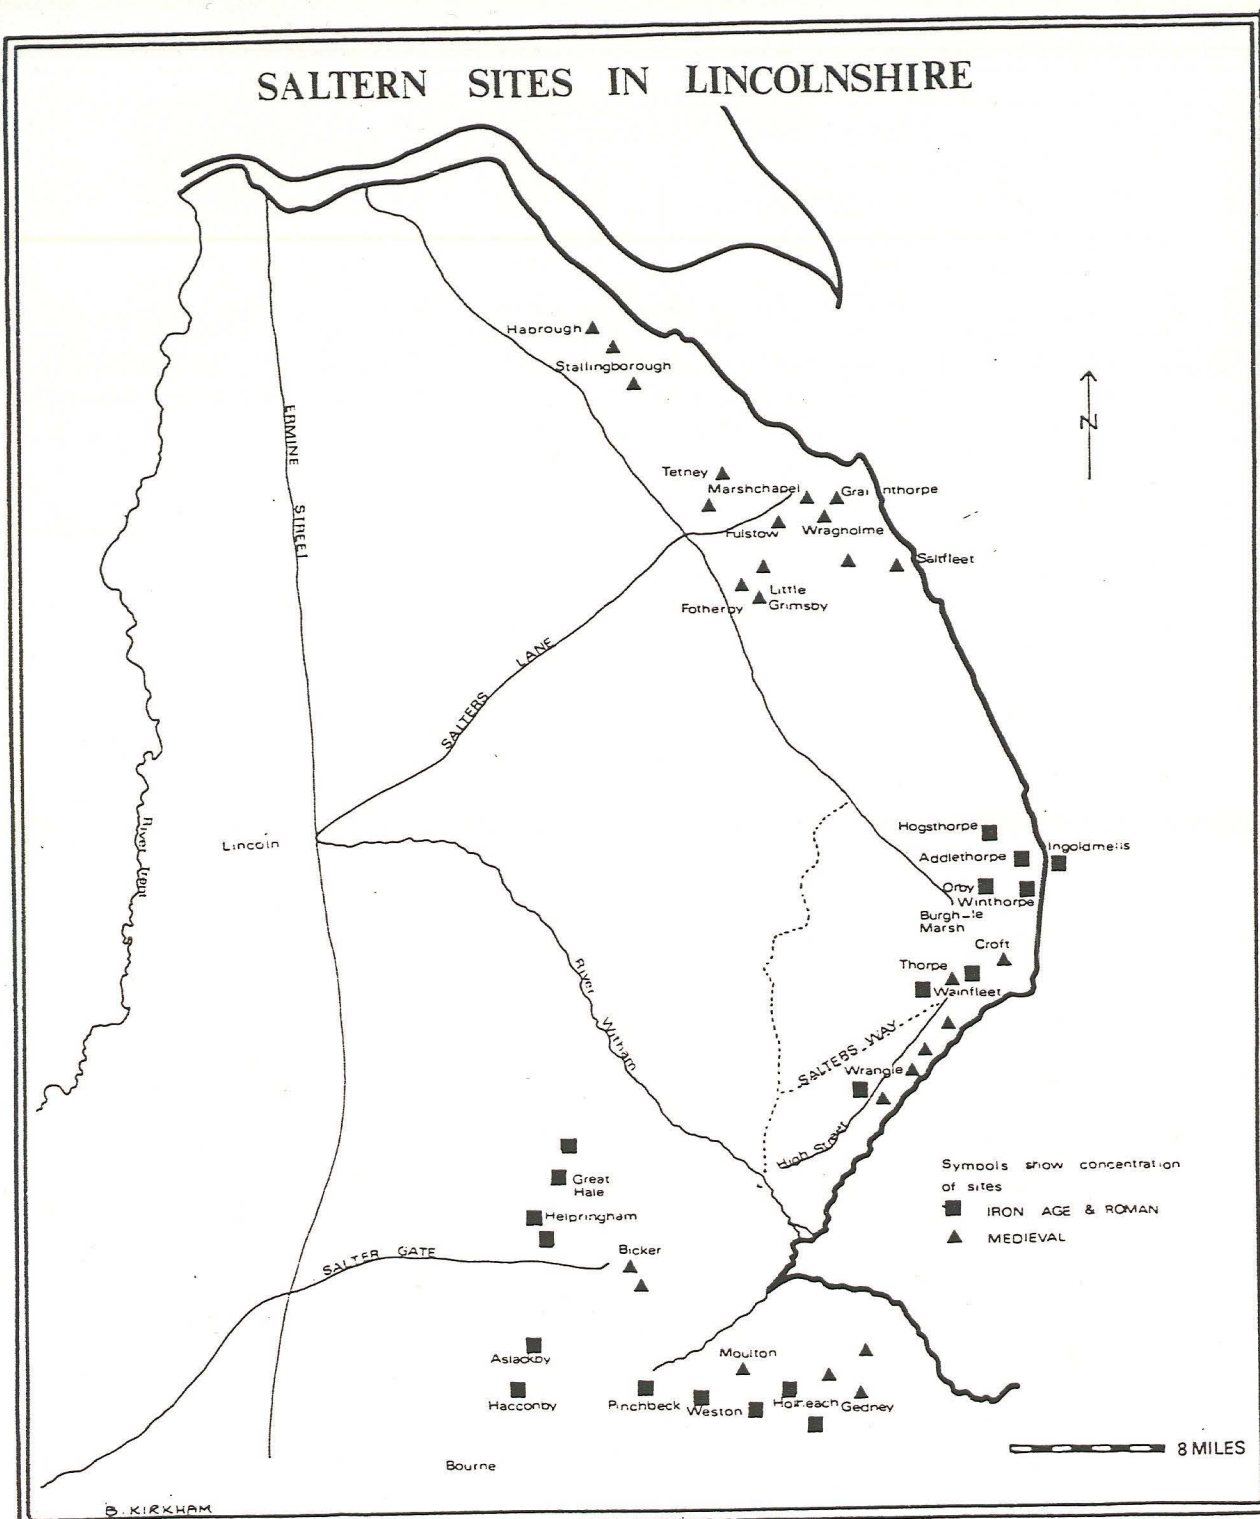 SALTERN SITES IN LINCOLNSHIRE
Habrough
Stallingborough
ERMINE STREET
N
Tetney
Marshchapel
Grainthorpe
Fulstow
Wragholme
Saltfleet
Little
Grimsby
Fotherby
SALTERS LANE
Hogsthorpe
Ingoldmells
Addlethorpe
Lincoln
River Trent
Orby
Winthorpe
Burgh-le
Marsh
Croft
Thorpe
Wainfleet
River Witham
SALTERS WAY
Wrangle
High Street
Symbols show concentration
of sites
IRON AGE & ROMAN
MEDIEVAL
Great
Hale
Helpringham
SALTER GATE
Bicker
Aslackby
Moulton
Hacconby
Pinchbeck
Weston
Holbeach
Gedney
8 MILES
Bourne
B. KIRKHAM